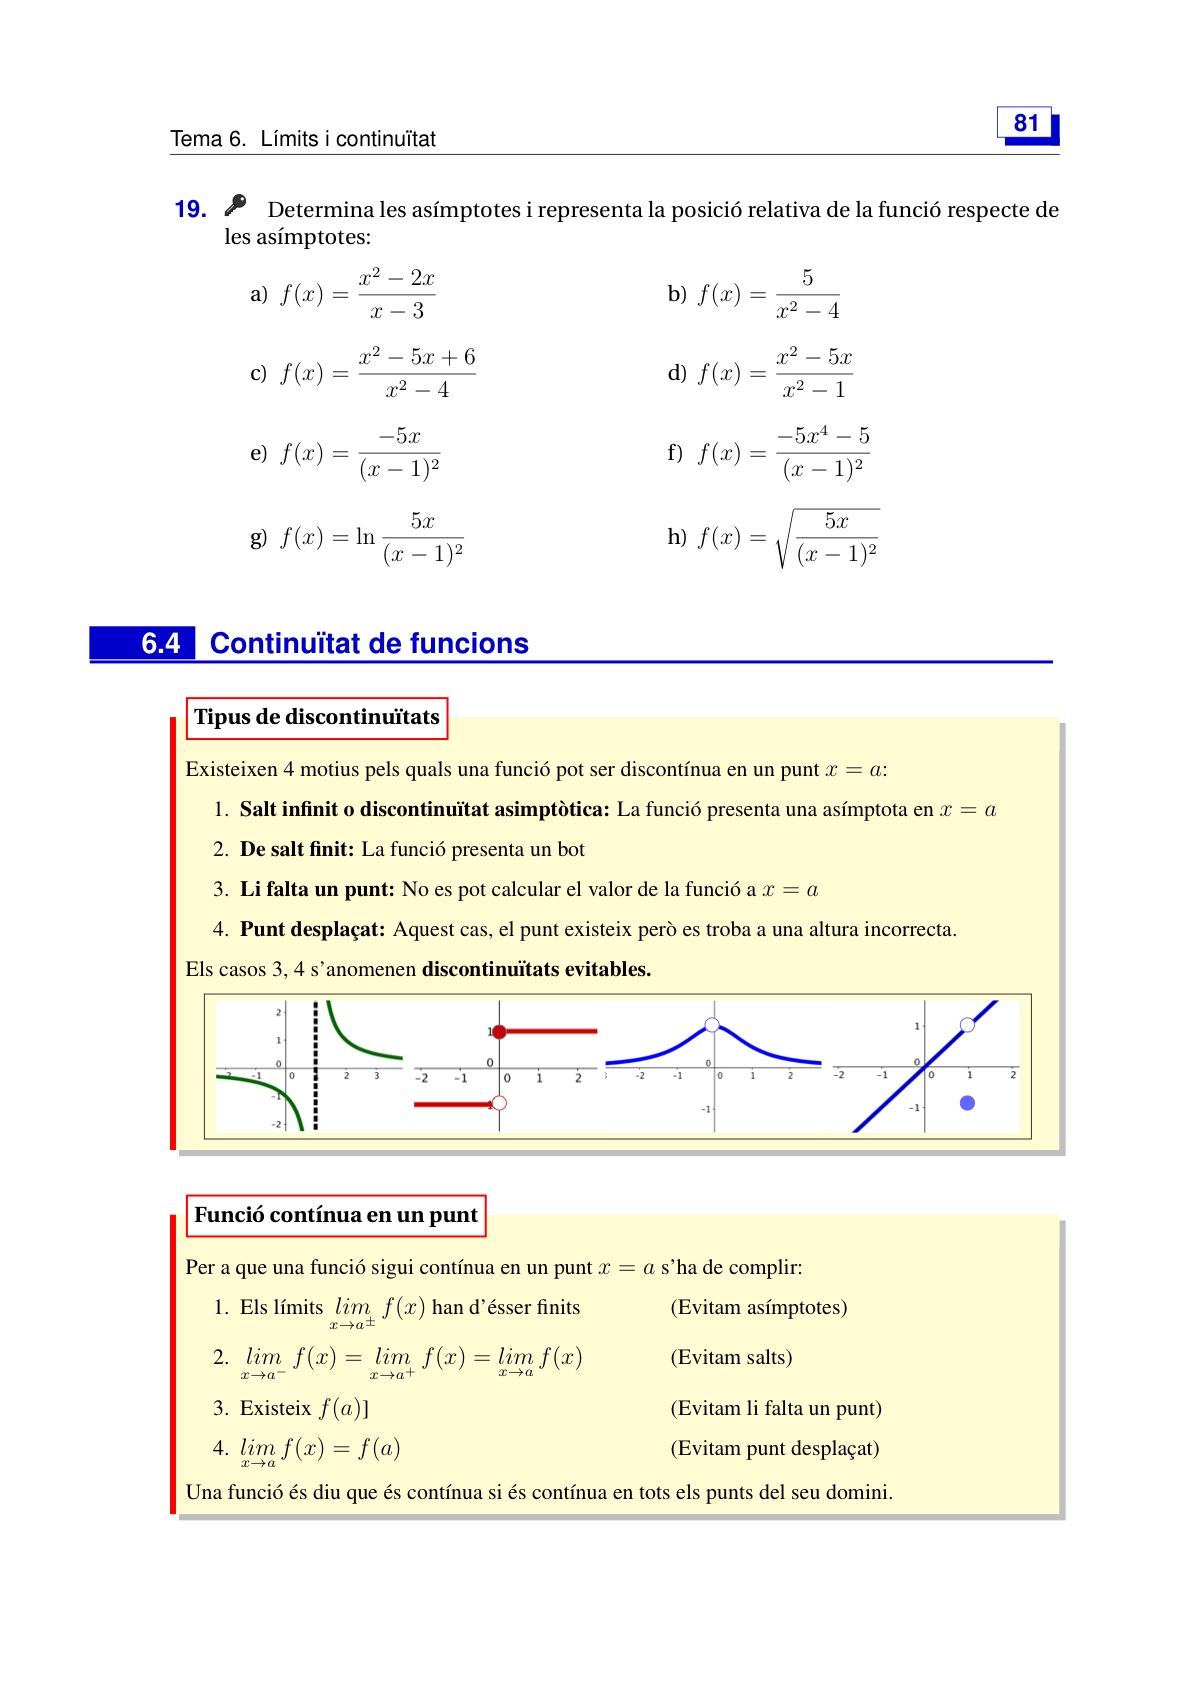 Tema 6. Límits i continuïtat
81
19. Determina les asímptotes i representa la posició relativa de la funció respecte de
les asímptotes:
a) f(x) = \frac{x^2 - 2x}{x - 3}
b) f(x) = \frac{5}{x^2 - 4}
c) f(x) = \frac{x^2 - 5x + 6}{x^2 - 4}
d) f(x) = \frac{x^2 - 5x}{x^2 - 1}
e) f(x) = \frac{-5x}{(x - 1)^2}
f) f(x) = \frac{-5x^4 - 5}{(x - 1)^2}
g) f(x) = \ln \frac{5x}{(x - 1)^2}
h) f(x) = \sqrt{\frac{5x}{(x - 1)^2}}
6.4 Continuïtat de funcions
Tipus de discontinuïtats
Existeixen 4 motius pels quals una funció pot ser discontínua en un punt x = a:
1. Salt infinit o discontinuïtat asimptòtica: La funció presenta una asímptota en x = a
2. De salt finit: La funció presenta un bot
3. Li falta un punt: No es pot calcular el valor de la funció a x = a
4. Punt desplaçat: Aquest cas, el punt existeix però es troba a una altura incorrecta.
Els casos 3, 4 s'anomenen discontinuïtats evitables.
2
1
0
-2 -1 0 2 3
-1
-2
1
0
-2 -1 0 1 2
0
-2 -1 0 1 2
-1
1
0
-2 -1 0 1 2
-1
Funció contínua en un punt
Per a que una funció sigui contínua en un punt x = a s'ha de complir:
1. Els límits \lim_{x→a^±} f(x) han d'ésser finits (Evitam asímptotes)
2. \lim_{x→a^-} f(x) = \lim_{x→a^+} f(x) = \lim_{x→a} f(x) (Evitam salts)
3. Existeix f(a)] (Evitam li falta un punt)
4. \lim_{x→a} f(x) = f(a) (Evitam punt desplaçat)
Una funció és diu que és contínua si és contínua en tots els punts del seu domini.